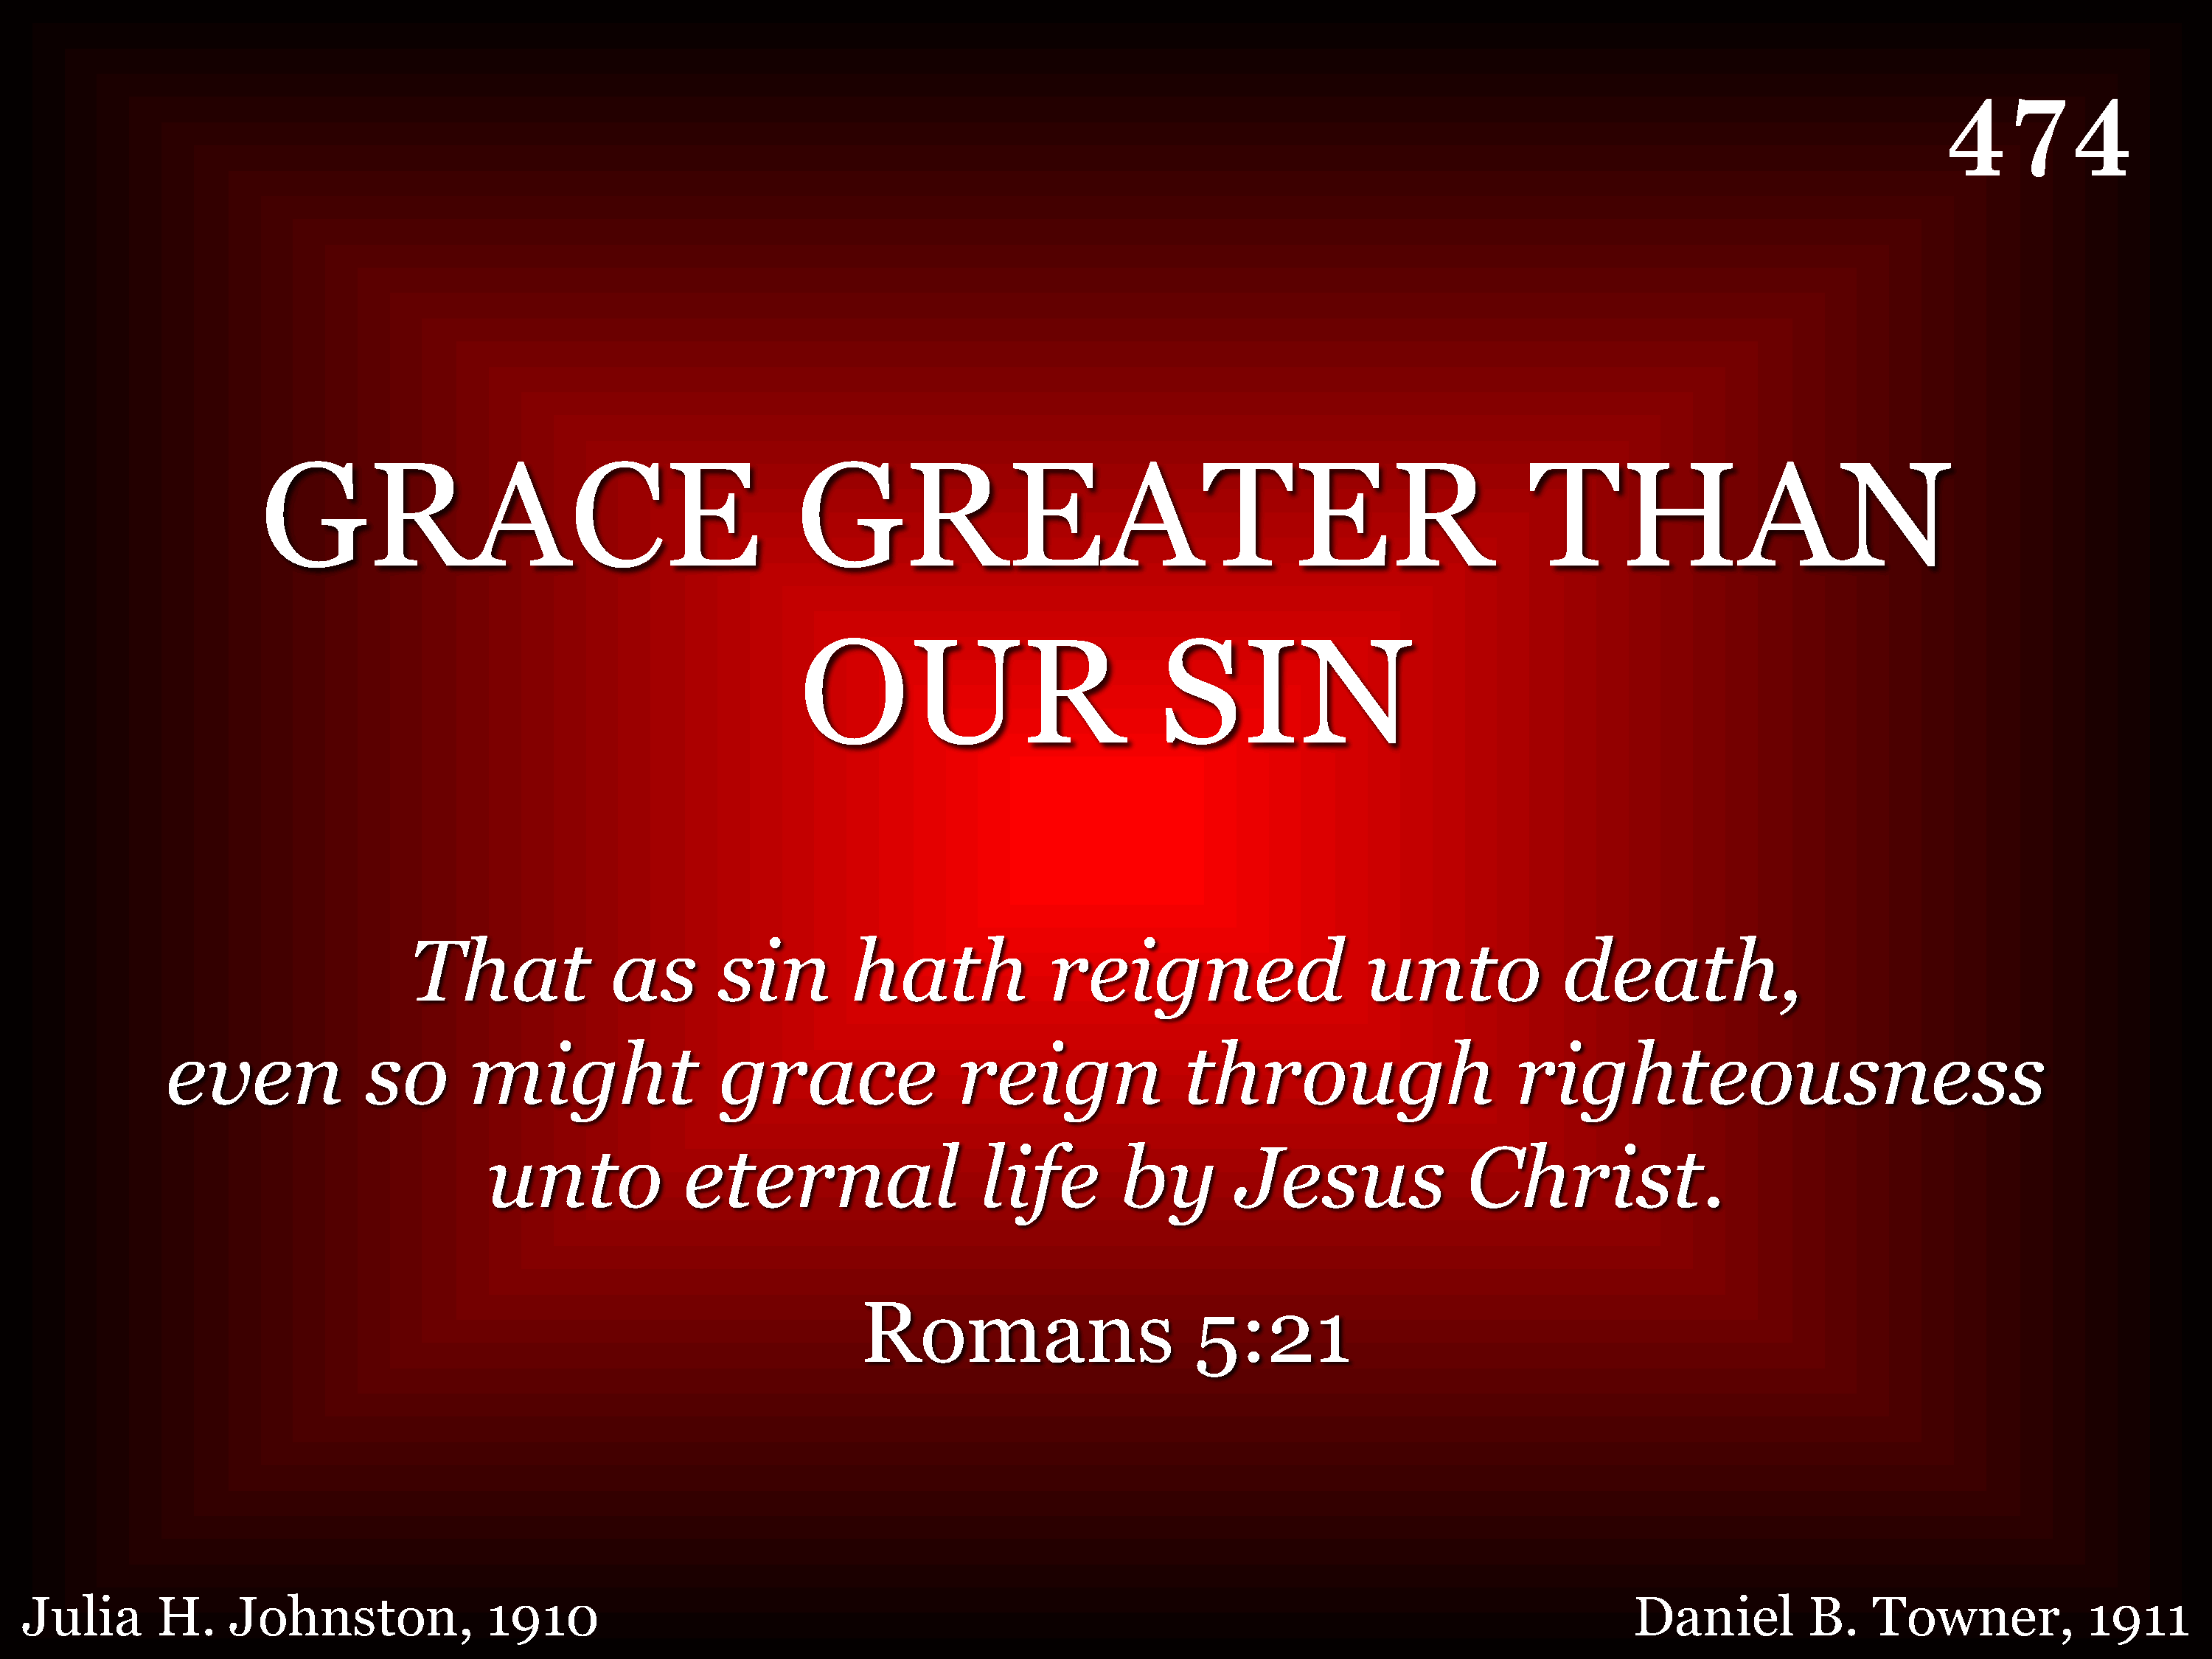 474
GRACE GREATER THAN
OUR SIN
That as sin hath reigned unto death,
even so might grace reign through righteousness
unto eternal life by Jesus Christ.
Romans 5:21
Julia H. Johnston, 1910
Daniel B. Towner, 1911